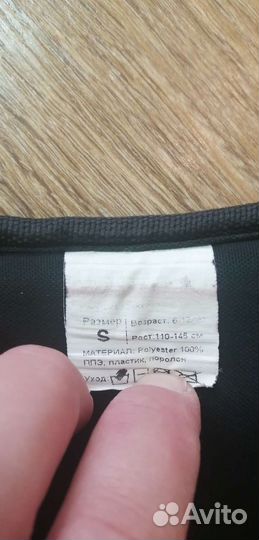 Размер Возраст: 6-12
S Рост: 110-145 см
МАТЕРИАЛ: Polyester 100%
ППЭ, пластик, поролон
Уход:
Avito